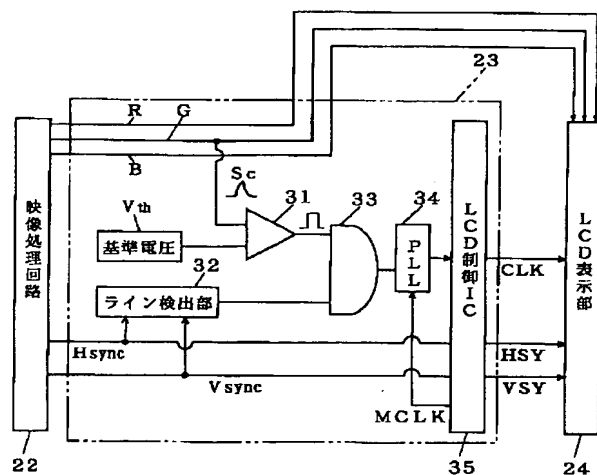 23
R
G
B
Sc
31
33
34
Vth
基準電圧
32
ライン検出部
PLL
LCD制御IC
CLK
映像処理回路
LCD表示部
Hsync
HSY
Vsync
VSY
MCLK
22
35
24